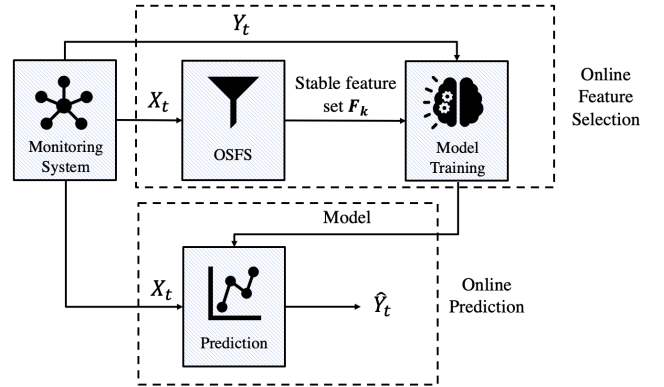 Y_t
X_t
Stable feature
set F_k
Monitoring
System
OSFS
Model
Training
Online
Feature
Selection
Model
X_t
Ŷ_t
Prediction
Online
Prediction